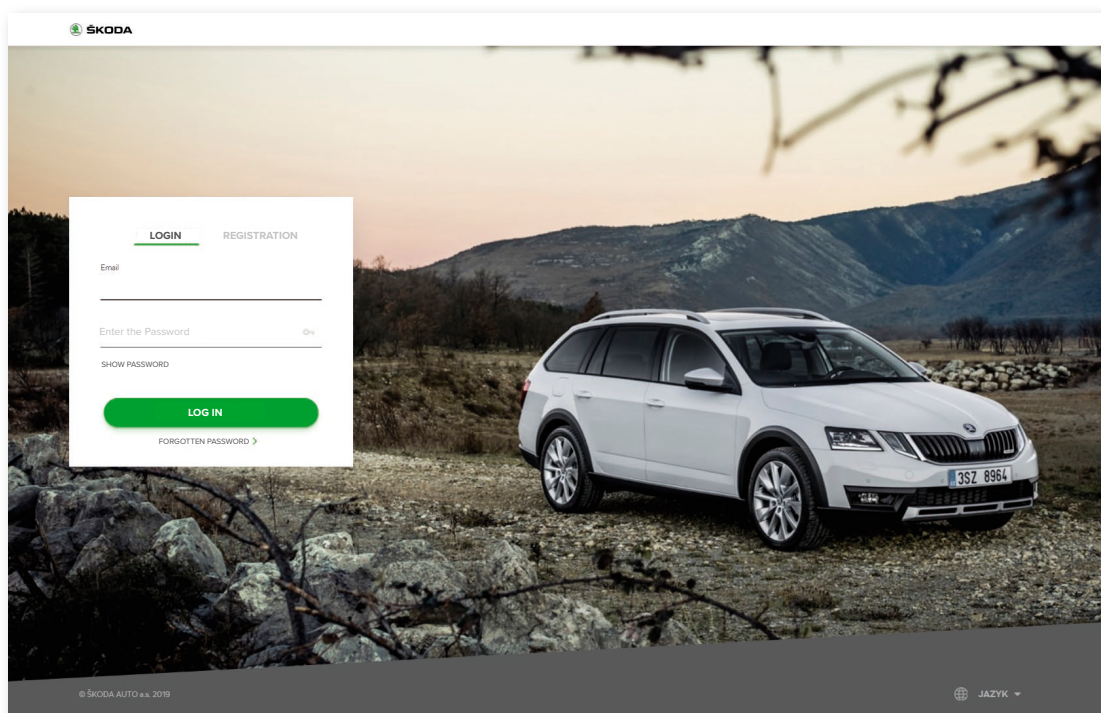 ŠKODA
LOGIN
REGISTRATION
Email
Enter the Password
SHOW PASSWORD
LOG IN
FORGOTTEN PASSWORD
3SZ 8964
© ŠKODA AUTO a.s. 2019
JAZYK